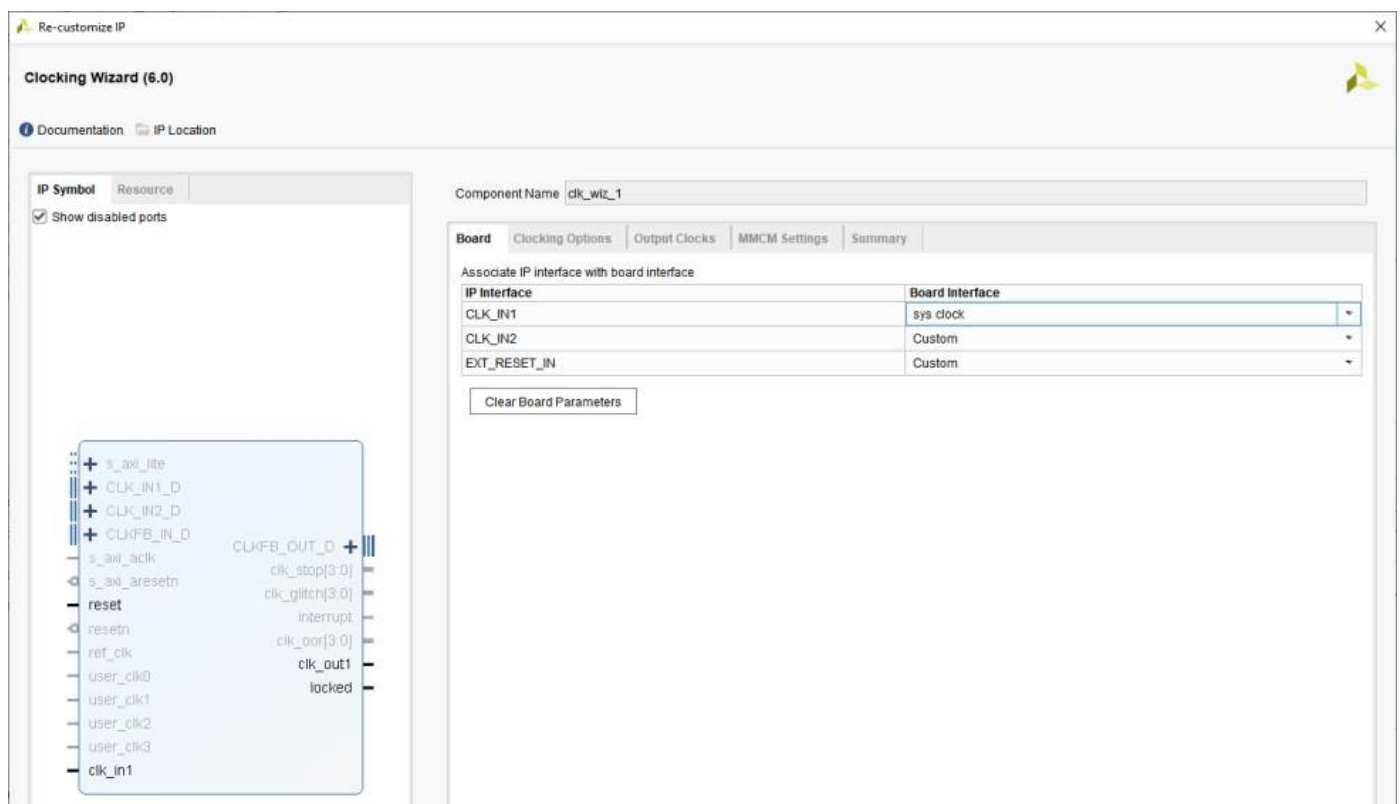 Re-customize IP
Clocking Wizard (6.0)
Documentation IP Location
IP Symbol Resource
Show disabled ports
s_axi_lite
CLK_IN1_D
CLK_IN2_D
CLKFB_IN_D
s_axi_aclk
s_axi_aresetn
reset
resetn
ref_clk
user_clk0
user_clk1
user_clk2
user_clk3
clk_in1
CLKFB_OUT_D
clk_stop[3:0]
clk_glitch[3:0]
interrupt
clk_oor[3:0]
clk_out1
locked
Component Name clk_wiz_1
Board Clocking Options Output Clocks MMCM Settings Summary
Associate IP interface with board interface
IP Interface Board Interface
CLK_IN1 sys clock
CLK_IN2 Custom
EXT_RESET_IN Custom
Clear Board Parameters